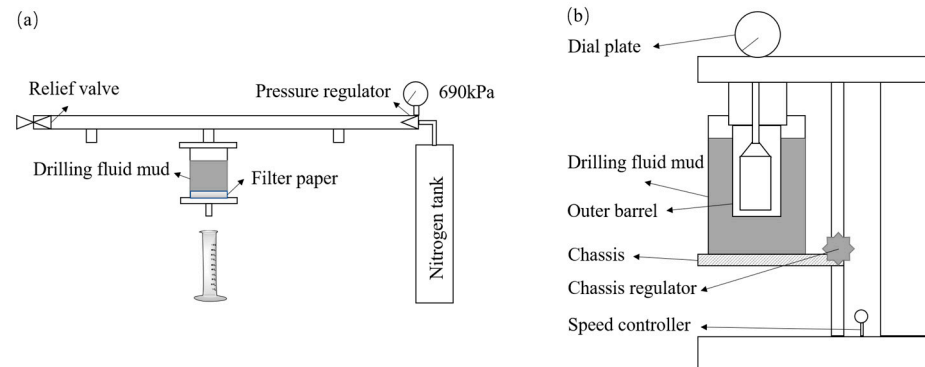 (a)
Relief valve
Pressure regulator
690kPa
Drilling fluid mud
Filter paper
Nitrogen tank
(b)
Dial plate
Drilling fluid mud
Outer barrel
Chassis
Chassis regulator
Speed controller